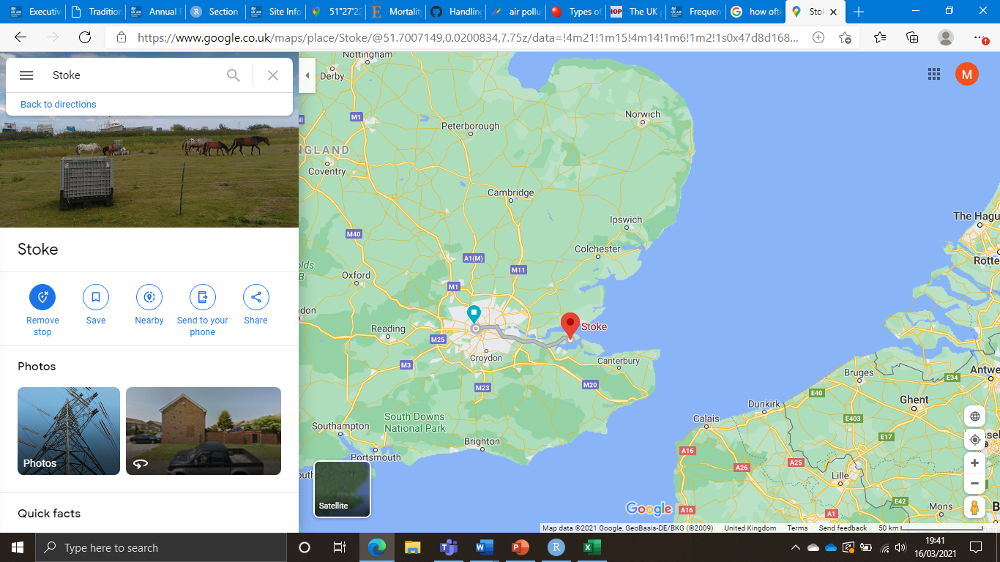 Executiv
Tradition
Annual F
Section
Site Info
51°27'22
Mortalit
Handling
air pollu
Types of
The UK
Frequen
how ofte
Stok
https://www.google.co.uk/maps/place/Stoke/@51.7007149,0.0200834,7.75z/data=!4m21!1m15!4m14!1m6!1m2!1s0x47d8d168...
Stoke
Back to directions
Stoke
Remove stop
Save
Nearby
Send to your phone
Share
Photos
Photos
Quick facts
Nottingham
Derby
M1
Norwich
Peterborough
NGLAND
Coventry
Cambridge
Ipswich
The Hagu
M40
Colchester
A1(M)
Rotte
olds
B
M11
Oxford
M1
ndon
Reading
M25
Stoke
Croydon
Canterbury
M3
M23
M20
Bruges
E34
Antwe
E40
Dunkirk
Ghent
South Downs
National Park
Calais
E403
Southampton
E17
ssel
Brighton
Portsmouth
A16
A26
A25
outh
Lille
E42
Mons
A16
A1
B
Satellite
Google
M
Map data ©2021 Google, GeoBasis-DE/BKG (©2009)
United Kingdom
Terms
Send feedback
50 km
Type here to search
19:41
16/03/2021